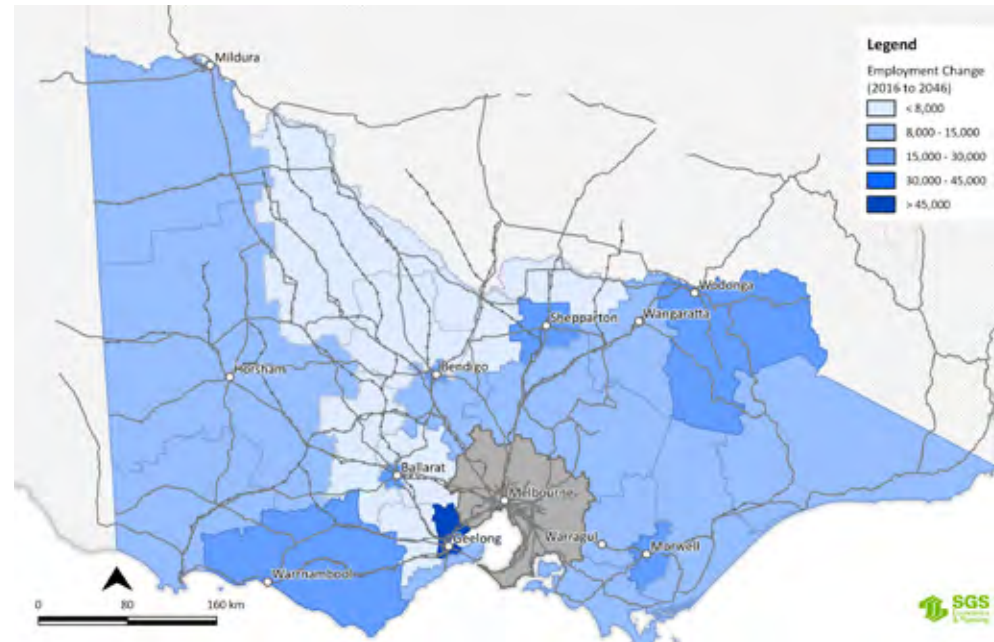 Mildura
Legend
Employment Change
(2016 to 2046)
< 8,000
8,000 - 15,000
15,000 - 30,000
30,000 - 45,000
> 45,000
Wodonga
Shepparton
Wangaratta
Horsham
Bendigo
Ballarat
Melbourne
Geelong
Warragul
Morwell
Warrnambool
0 80 160 km
SGS
Economics
& Planning